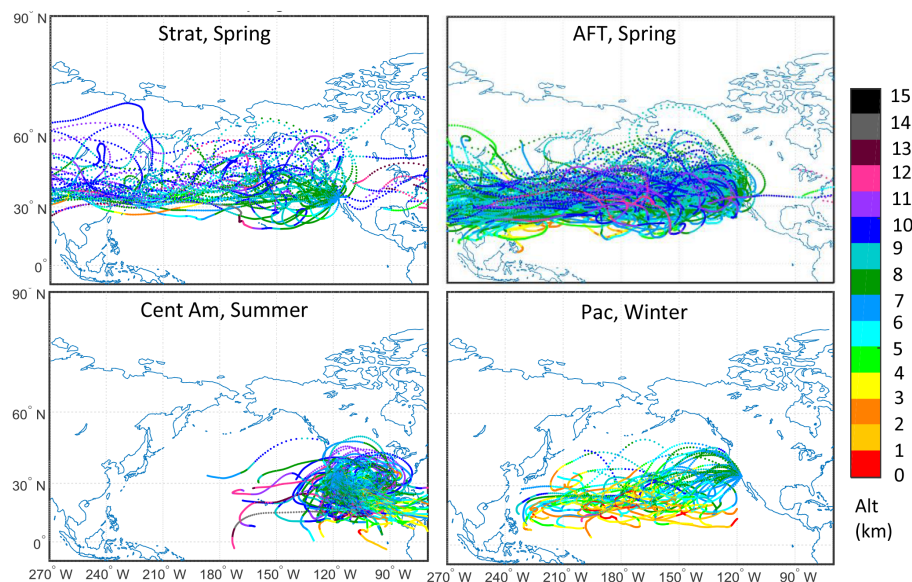 Strat, Spring
AFT, Spring
90° N
60° N
30° N
0°
Cent Am, Summer
Pac, Winter
90° N
60° N
30° N
0°
270° W 240° W 210° W 180° W 150° W 120° W 90° W
270° W 240° W 210° W 180° W 150° W 120° W 90° W
15
14
13
12
11
10
9
8
7
6
5
4
3
2
1
0
Alt
(km)